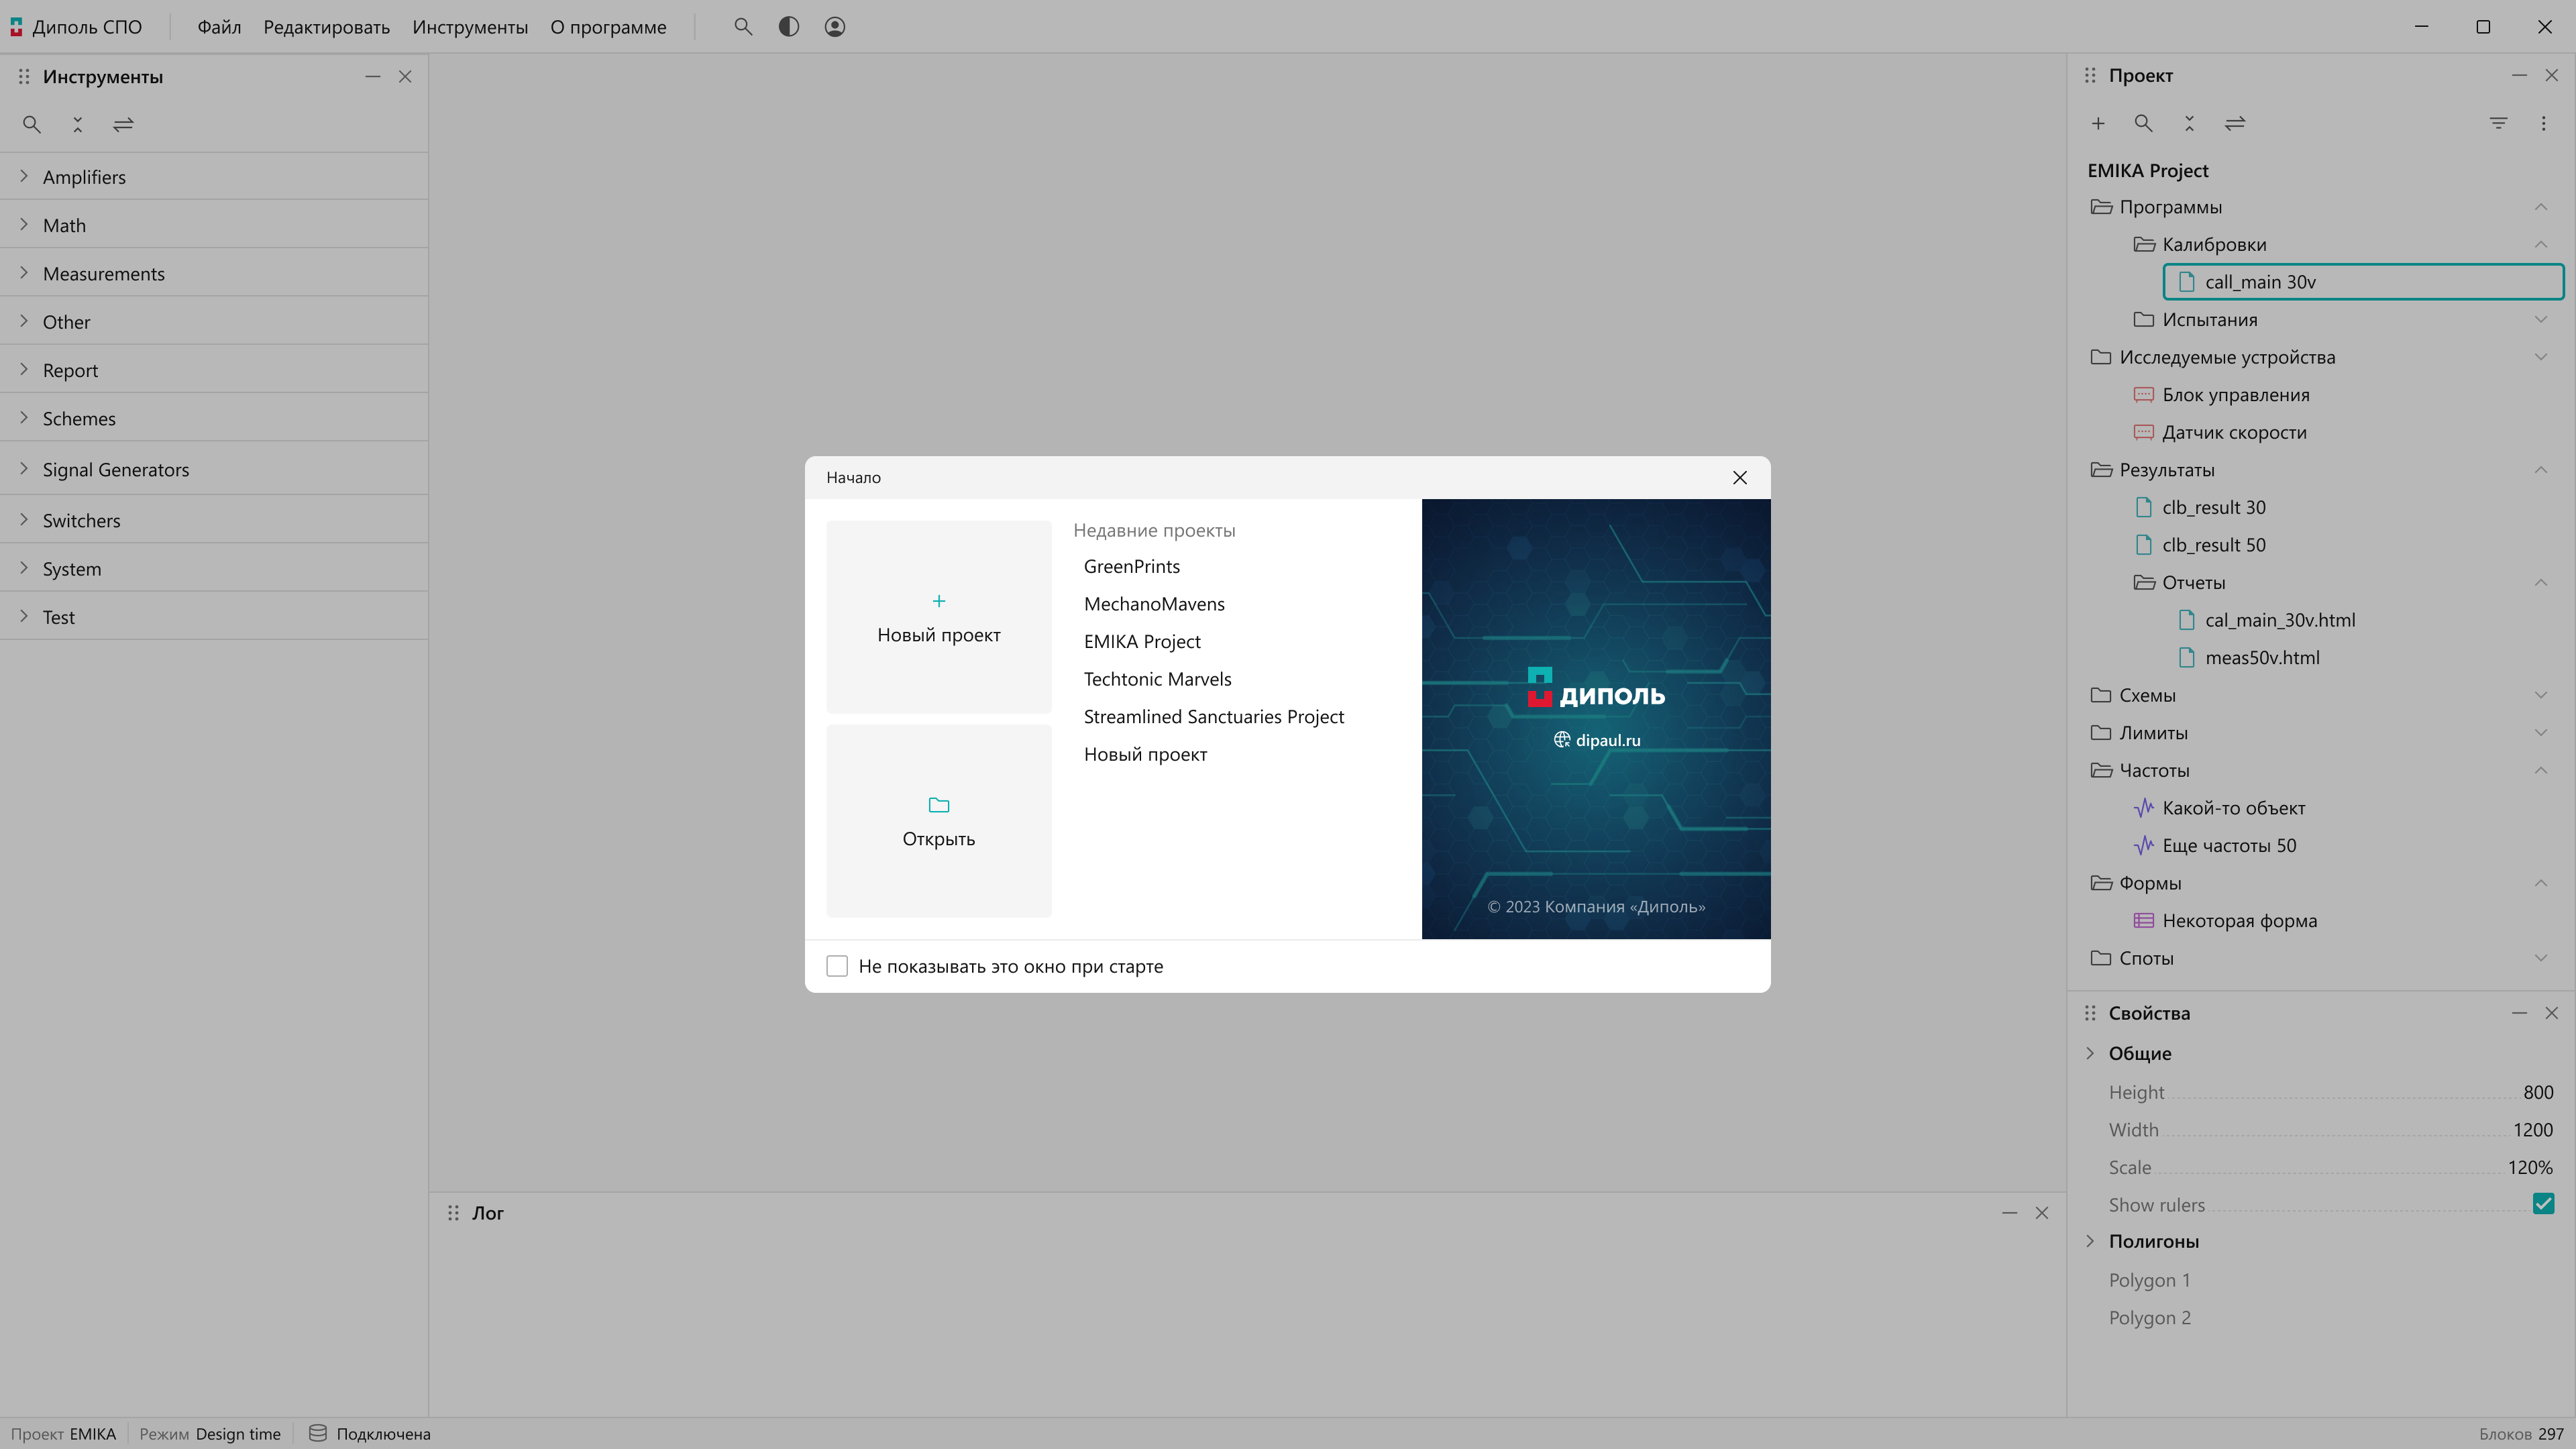 Диполь СПО
Файл
Редактировать
Инструменты
О программе
Инструменты
Amplifiers
Math
Measurements
Other
Report
Schemes
Signal Generators
Switchers
System
Test
Начало
Новый проект
Открыть
Недавние проекты
GreenPrints
MechanoMavens
EMIKA Project
Techtonic Marvels
Streamlined Sanctuaries Project
Новый проект
ДИПОЛЬ
dipaul.ru
© 2023 Компания «Диполь»
Не показывать это окно при старте
Лог
Проект
EMIKA Project
Программы
Калибровки
call_main 30v
Испытания
Исследуемые устройства
Блок управления
Датчик скорости
Результаты
clb_result 30
clb_result 50
Отчеты
cal_main_30v.html
meas50v.html
Схемы
Лимиты
Частоты
Какой-то объект
Еще частоты 50
Формы
Некоторая форма
Споты
Свойства
Общие
Height 800
Width 1200
Scale 120%
Show rulers
Полигоны
Polygon 1
Polygon 2
Проект EMIKA
Режим Design time
Подключена
Блоков 297